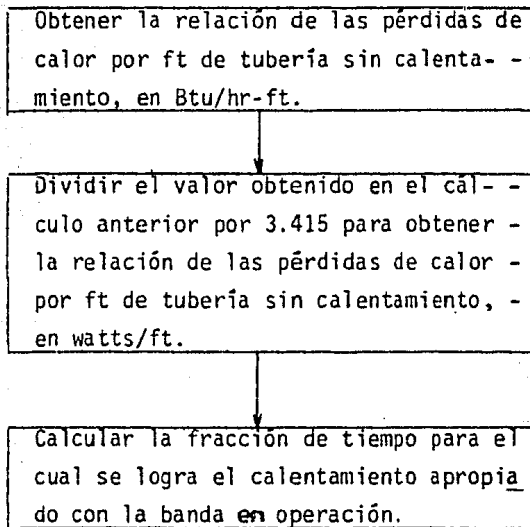 Obtener la relación de las pérdidas de
calor por ft de tubería sin calenta- -
miento, en Btu/hr-ft.
Dividir el valor obtenido en el cál- -
culo anterior por 3.415 para obtener -
la relación de las pérdidas de calor -
por ft de tubería sin calentamiento, -
en watts/ft.
Calcular la fracción de tiempo para el
cual se logra el calentamiento apropia
do con la banda en operación.